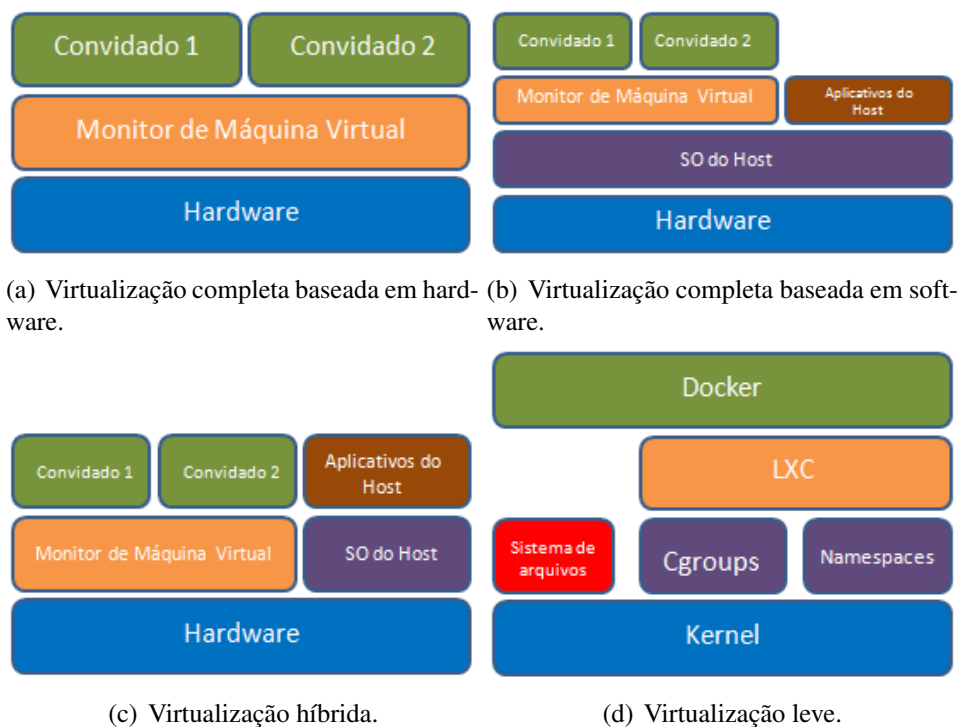 Convidado 1
Convidado 2
Monitor de Máquina Virtual
Hardware
(a) Virtualização completa baseada em hard-
ware.
Convidado 1
Convidado 2
Monitor de Máquina Virtual
Aplicativos do
Host
SO do Host
Hardware
(b) Virtualização completa baseada em soft-
ware.
Convidado 1
Convidado 2
Aplicativos do
Host
Monitor de Máquina Virtual
SO do Host
Hardware
(c) Virtualização híbrida.
Docker
LXC
Sistema de
arquivos
Cgroups
Namespaces
Kernel
(d) Virtualização leve.